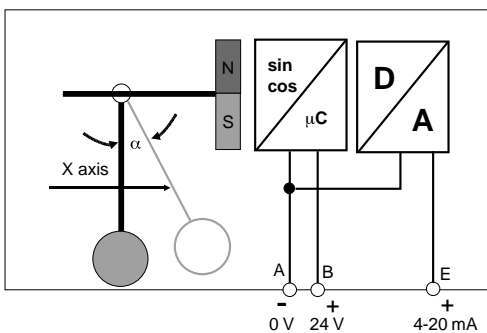 N
S
sin
cos
μC
D
A
α
X axis
A
B
E
-
+
+
0 V
24 V
4-20 mA